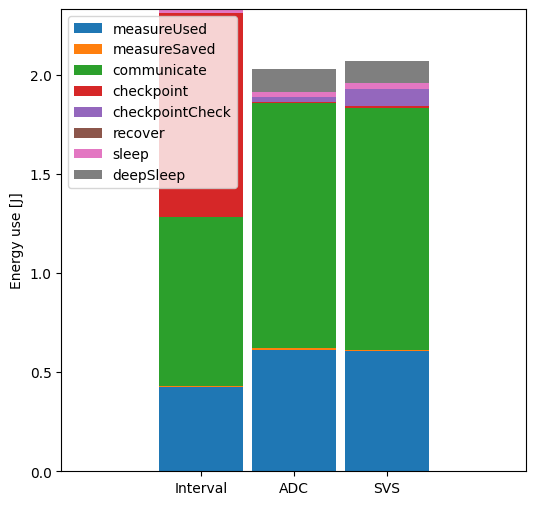 measureUsed
measureSaved
communicate
checkpoint
checkpointCheck
recover
sleep
deepSleep
Energy use [J]
2.0
1.5
1.0
0.5
0.0
Interval
ADC
SVS